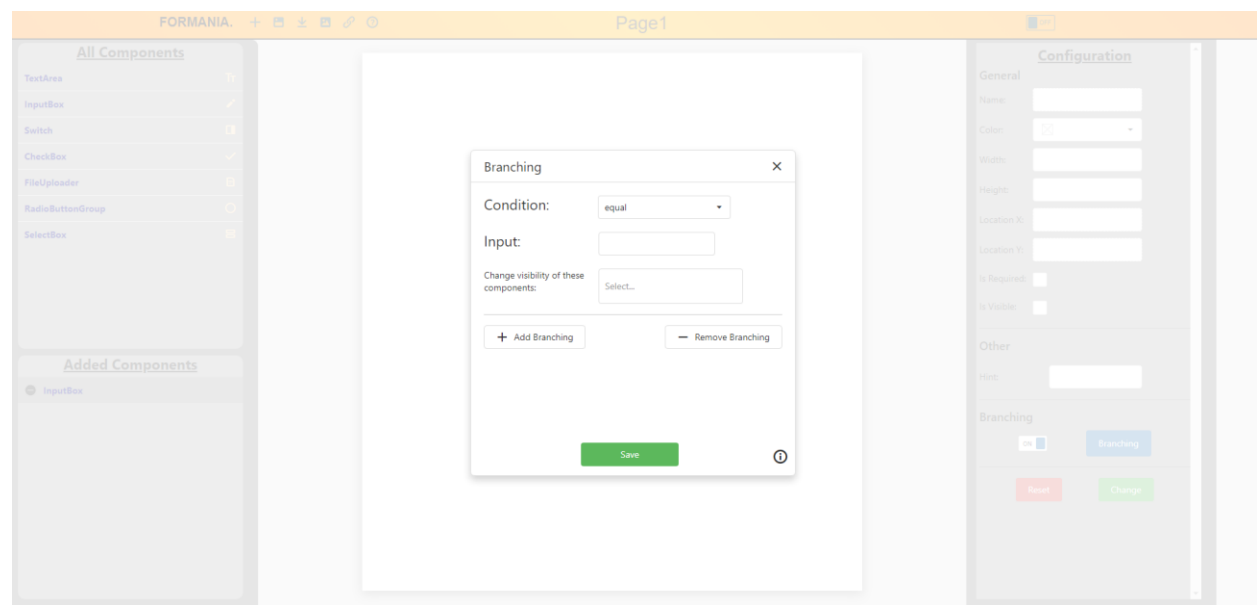 FORMANIA.
Page1
All Components
TextArea
InputBox
Switch
CheckBox
FileUploader
RadioButtonGroup
SelectBox
Added Components
InputBox
Branching
Condition:
equal
Input:
Change visibility of these
components:
Select...
Add Branching
Remove Branching
Save
Configuration
General
Name:
Color:
Width:
Height:
Location X:
Location Y:
Is Required:
Is Visible:
Other
Hint:
Branching
ON
Branching
Reset
Change